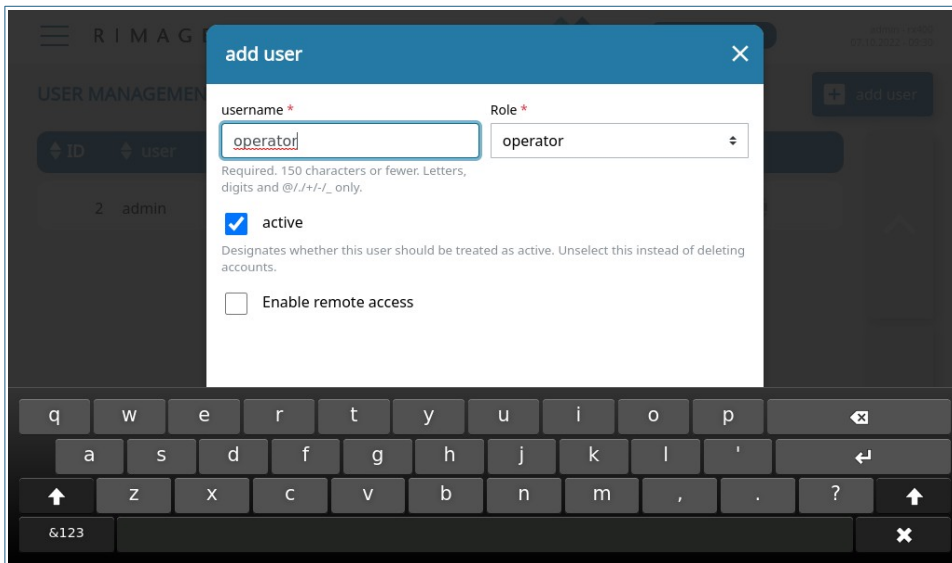 RIMAG
add user
USER MANAGEMEN
add user
username *
Role *
operator
operator
ID
user
Required. 150 characters or fewer. Letters,
digits and @/./+/-/_ only.
2 admin
active
Designates whether this user should be treated as active. Unselect this instead of deleting
accounts.
Enable remote access
q w e r t y u i o p
a s d f g h j k l '
z x c v b n m , . ?
&123